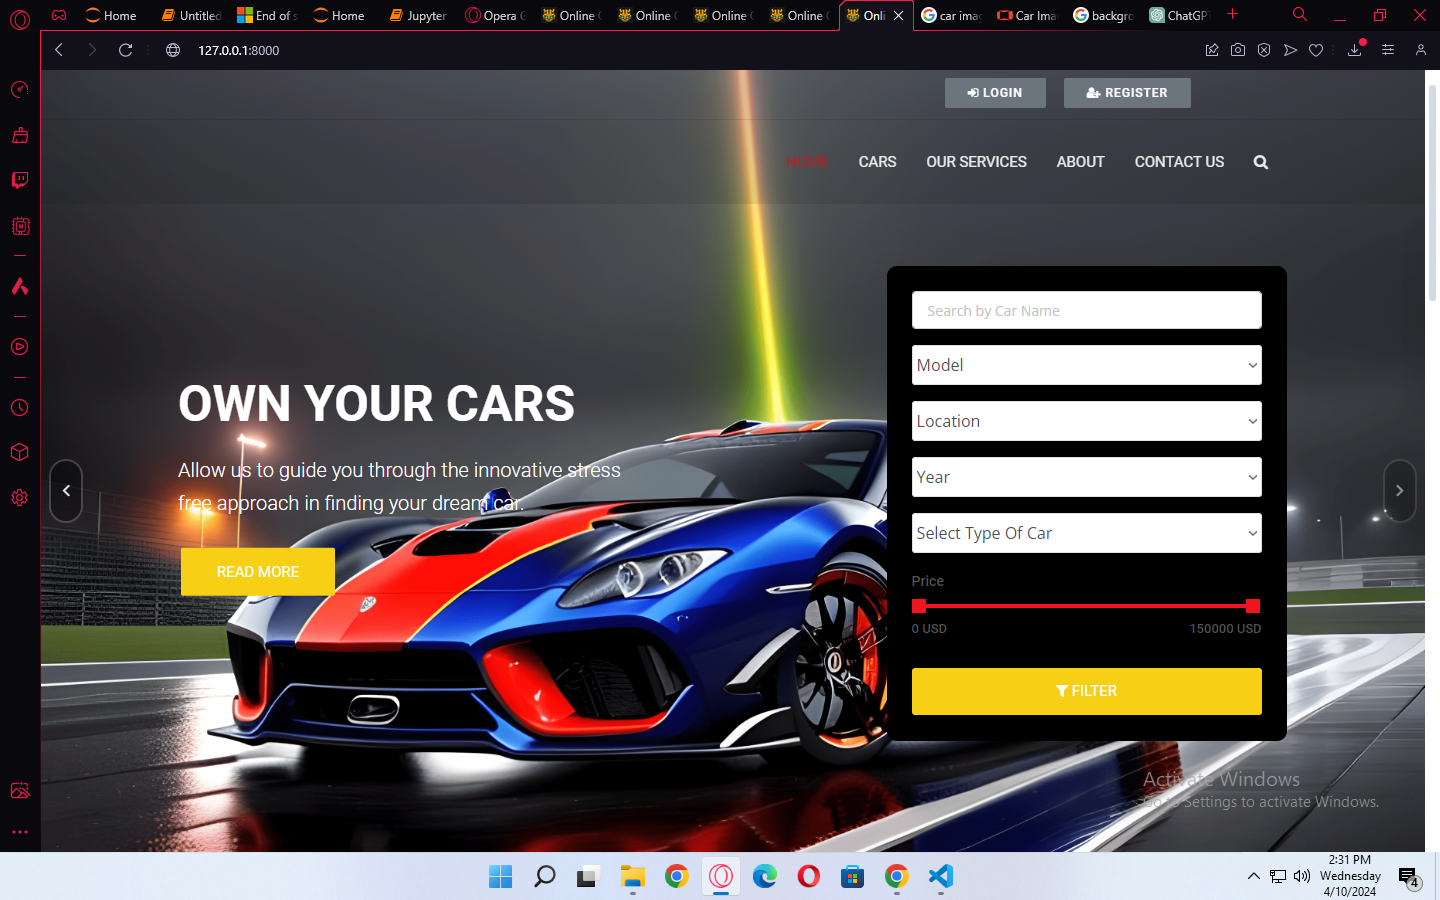 Home
Untitled
End of s
Home
Jupyter
Opera G
Online
Online
Online
Online
Onli
car imag
Car Ima
backgro
ChatGPT
127.0.0.1:8000
LOGIN
REGISTER
HOME
CARS
OUR SERVICES
ABOUT
CONTACT US
OWN YOUR CARS
Allow us to guide you through the innovative stress
free approach in finding your dream car.
READ MORE
Search by Car Name
Model
Location
Year
Select Type Of Car
Price
0 USD
150000 USD
FILTER
Activate Windows
Go to Settings to activate Windows.
2:31 PM
Wednesday
4/10/2024
4